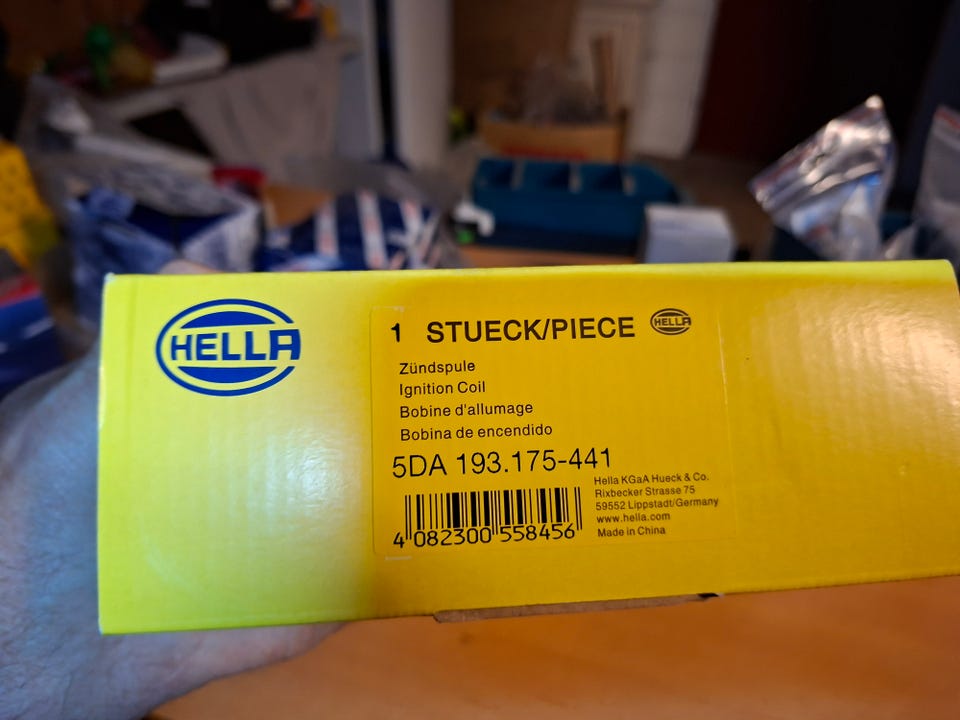 HELLA
1 STUECK/PIECE HELLA
Zündspule
Ignition Coil
Bobine d'allumage
Bobina de encendido
5DA 193.175-441
4 082300 558456
Hella KGaA Hueck & Co.
Rixbecker Strasse 75
59552 Lippstadt/Germany
www.hella.com
Made in China